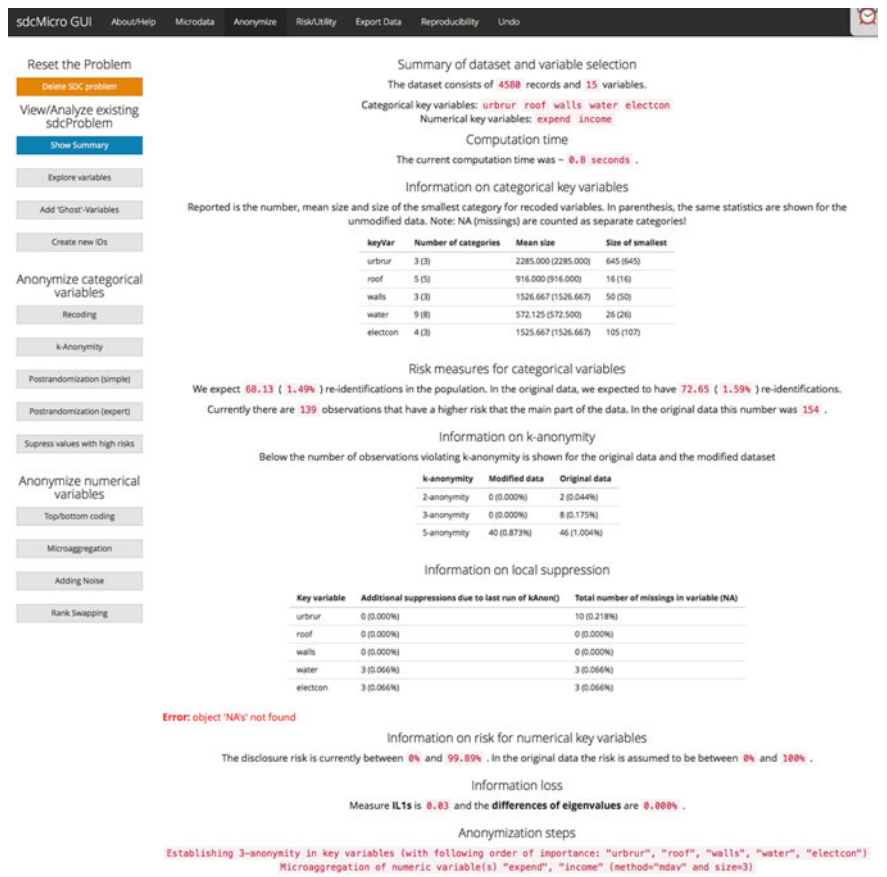 sdcMicro GUI About/Help Microdata Anonymize Risk/Utility Export Data Reproducibility Undo
Reset the Problem
Delete SDC problem
View/Analyze existing
sdcProblem
Show Summary
Explore variables
Add 'Ghost'-Variables
Create new IDs
Anonymize categorical
variables
Recoding
k-Anonymity
Postrandomization (simple)
Postrandomization (expert)
Supress values with high risks
Anonymize numerical
variables
Top/bottom coding
Microaggregation
Adding Noise
Rank Swapping
Summary of dataset and variable selection
The dataset consists of 4580 records and 15 variables.
Categorical key variables: urbrur roof walls water electcon
Numerical key variables: expend income
Computation time
The current computation time was ~ 0.8 seconds .
Information on categorical key variables
Reported is the number, mean size and size of the smallest category for recoded variables. In parenthesis, the same statistics are shown for the
unmodified data. Note: NA (missings) are counted as separate categories!
keyVar Number of categories Mean size Size of smallest
urbrur 3 (3) 2285.000 (2285.000) 645 (645)
roof 5 (5) 916.000 (916.000) 16 (16)
walls 3 (3) 1526.667 (1526.667) 50 (50)
water 9 (8) 572.125 (572.500) 26 (26)
electcon 4 (3) 1525.667 (1526.667) 105 (107)
Risk measures for categorical variables
We expect 68.13 ( 1.49% ) re-identifications in the population. In the original data, we expected to have 72.65 ( 1.59% ) re-identifications.
Currently there are 139 observations that have a higher risk that the main part of the data. In the original data this number was 154 .
Information on k-anonymity
Below the number of observations violating k-anonymity is shown for the original data and the modified dataset
k-anonymity Modified data Original data
2-anonymity 0 (0.000%) 2 (0.044%)
3-anonymity 0 (0.000%) 8 (0.175%)
5-anonymity 40 (0.873%) 46 (1.004%)
Information on local suppression
Key variable Additional suppressions due to last run of kAnon() Total number of missings in variable (NA)
urbrur 0 (0.000%) 10 (0.218%)
roof 0 (0.000%) 0 (0.000%)
walls 0 (0.000%) 0 (0.000%)
water 3 (0.066%) 3 (0.066%)
electcon 3 (0.066%) 3 (0.066%)
Error: object 'NA's' not found
Information on risk for numerical key variables
The disclosure risk is currently between 0% and 99.89% . In the original data the risk is assumed to be between 0% and 100% .
Information loss
Measure IL1s is 0.03 and the differences of eigenvalues are 0.000% .
Anonymization steps
Establishing 3-anonymity in key variables (with following order of importance: "urbrur", "roof", "walls", "water", "electcon")
Microaggregation of numeric variable(s) "expend", "income" (method="mdav" and size=3)